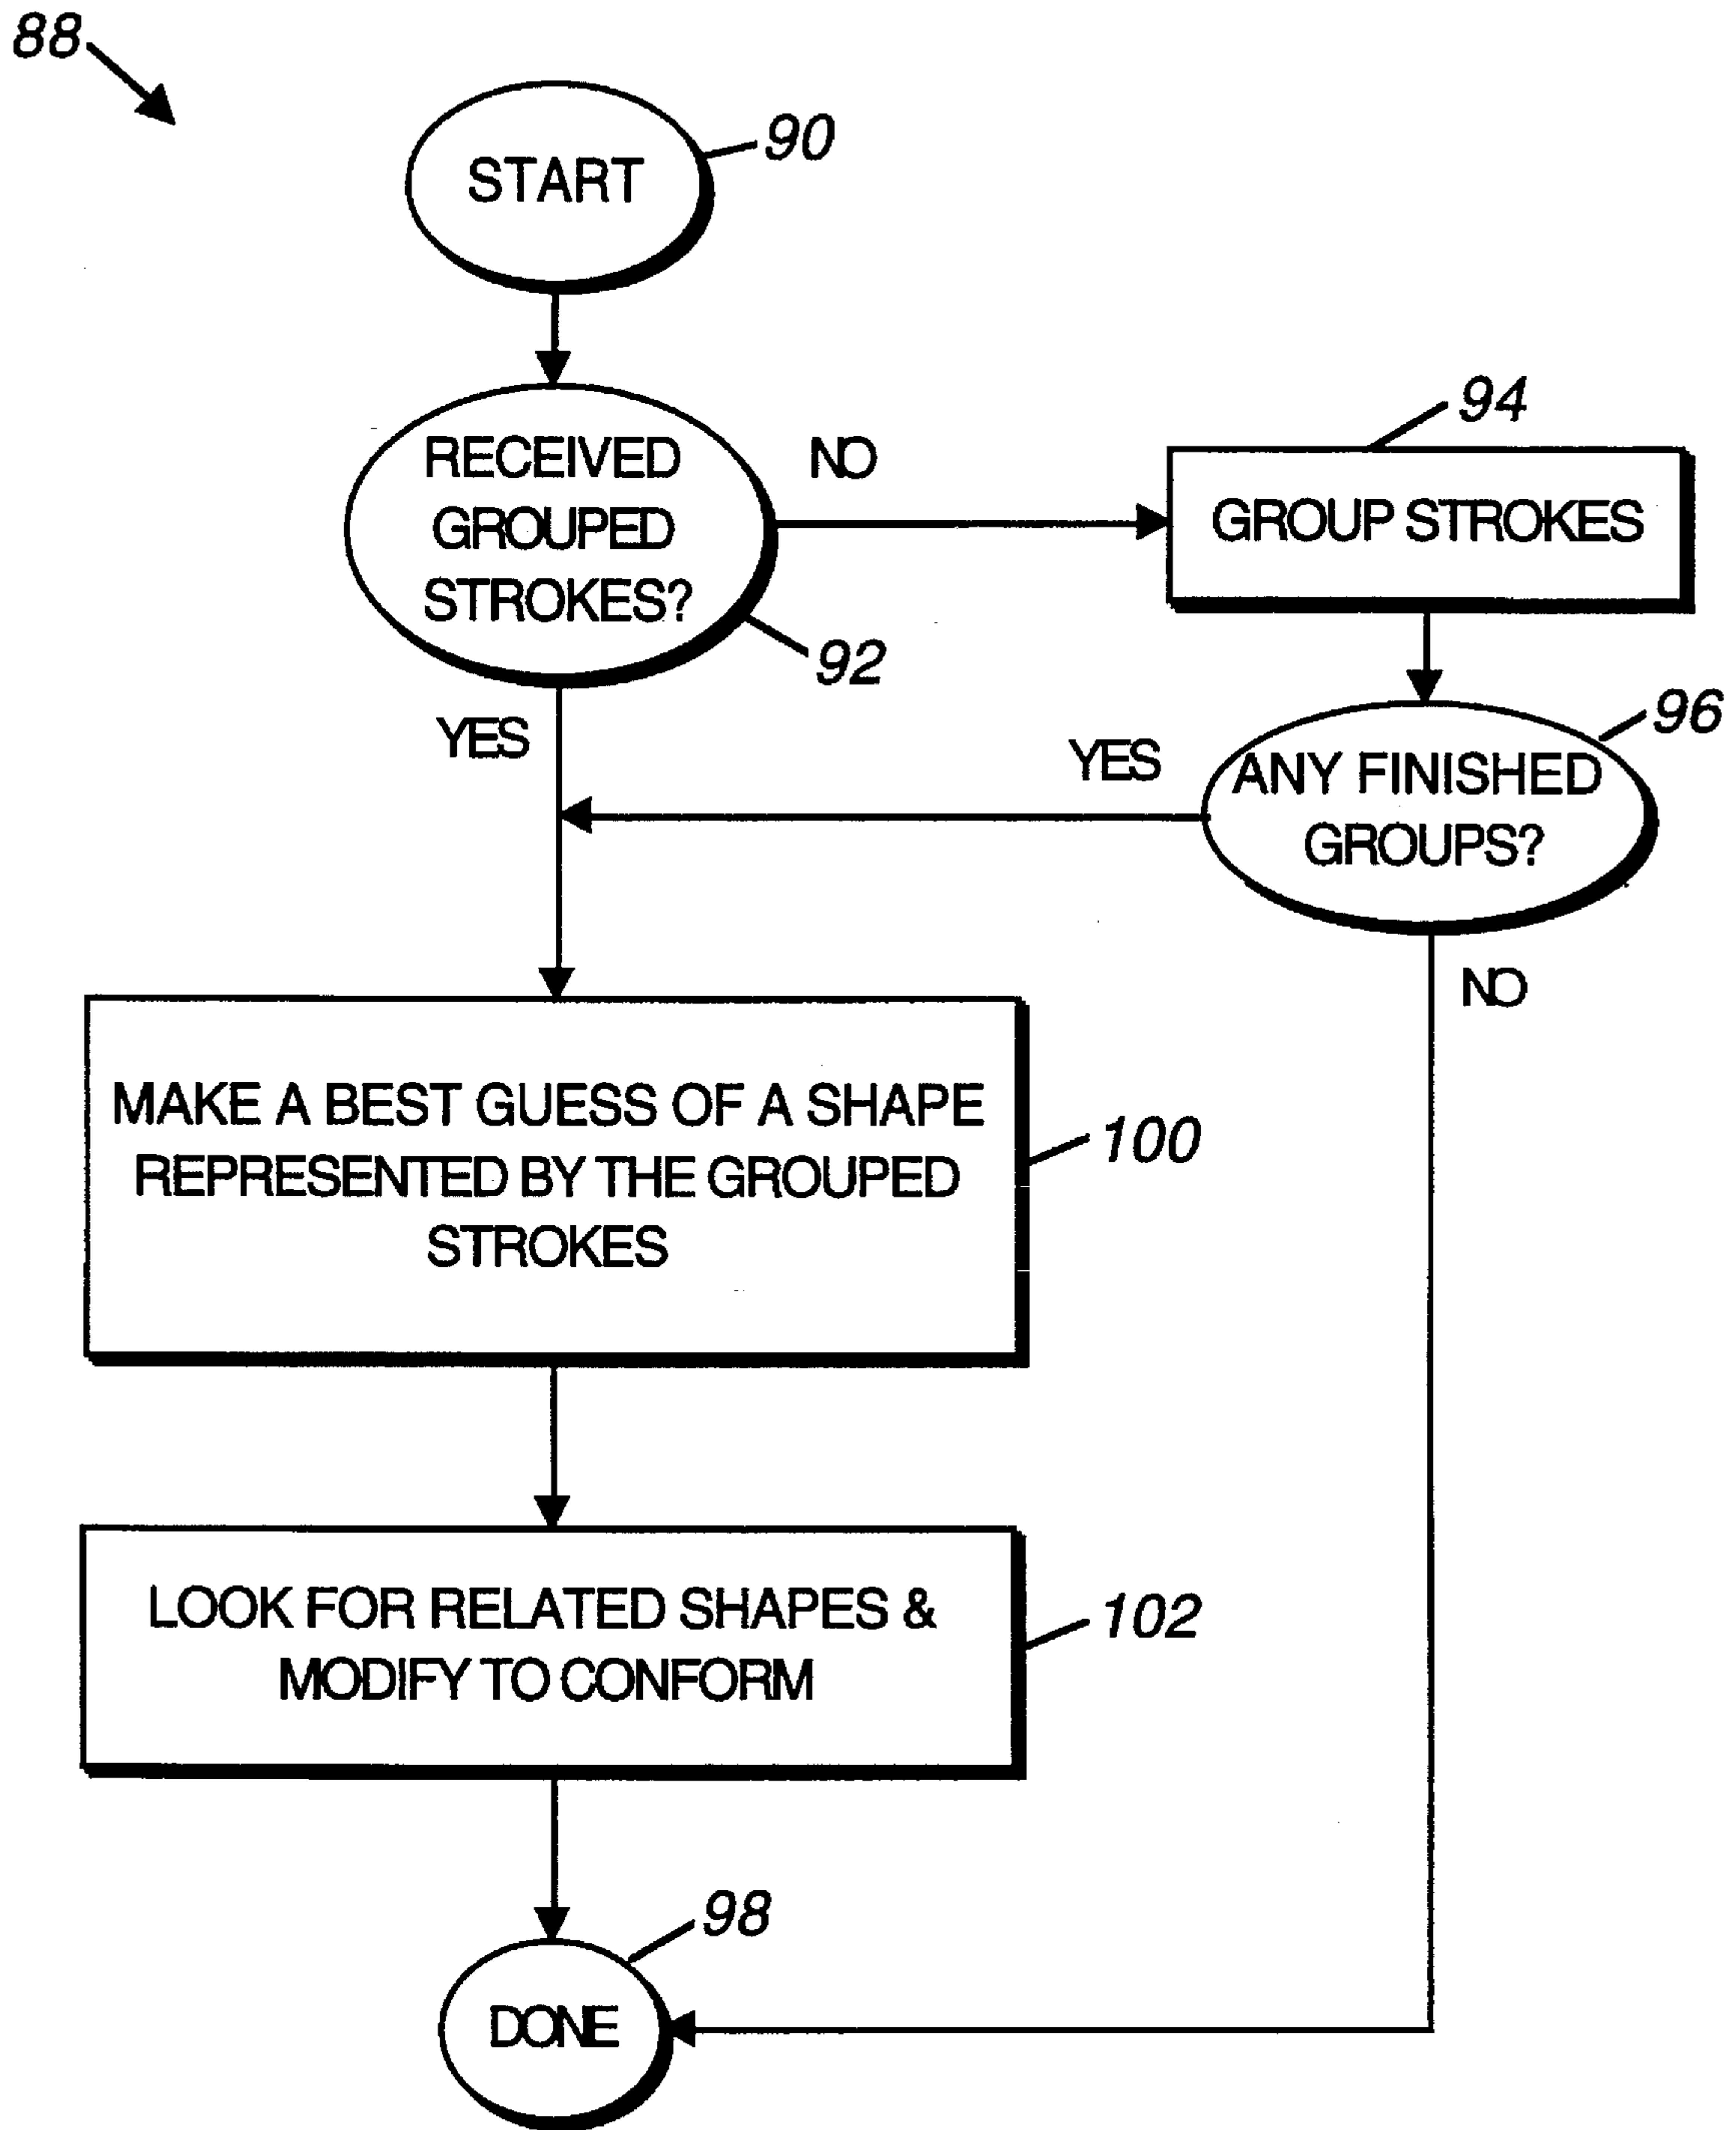 88
90
START
RECEIVED
GROUPED
STROKES?
NO
92
94
GROUP STROKES
YES
YES
96
ANY FINISHED
GROUPS?
NO
MAKE A BEST GUESS OF A SHAPE
REPRESENTED BY THE GROUPED
STROKES
100
LOOK FOR RELATED SHAPES &
MODIFY TO CONFORM
102
98
DONE